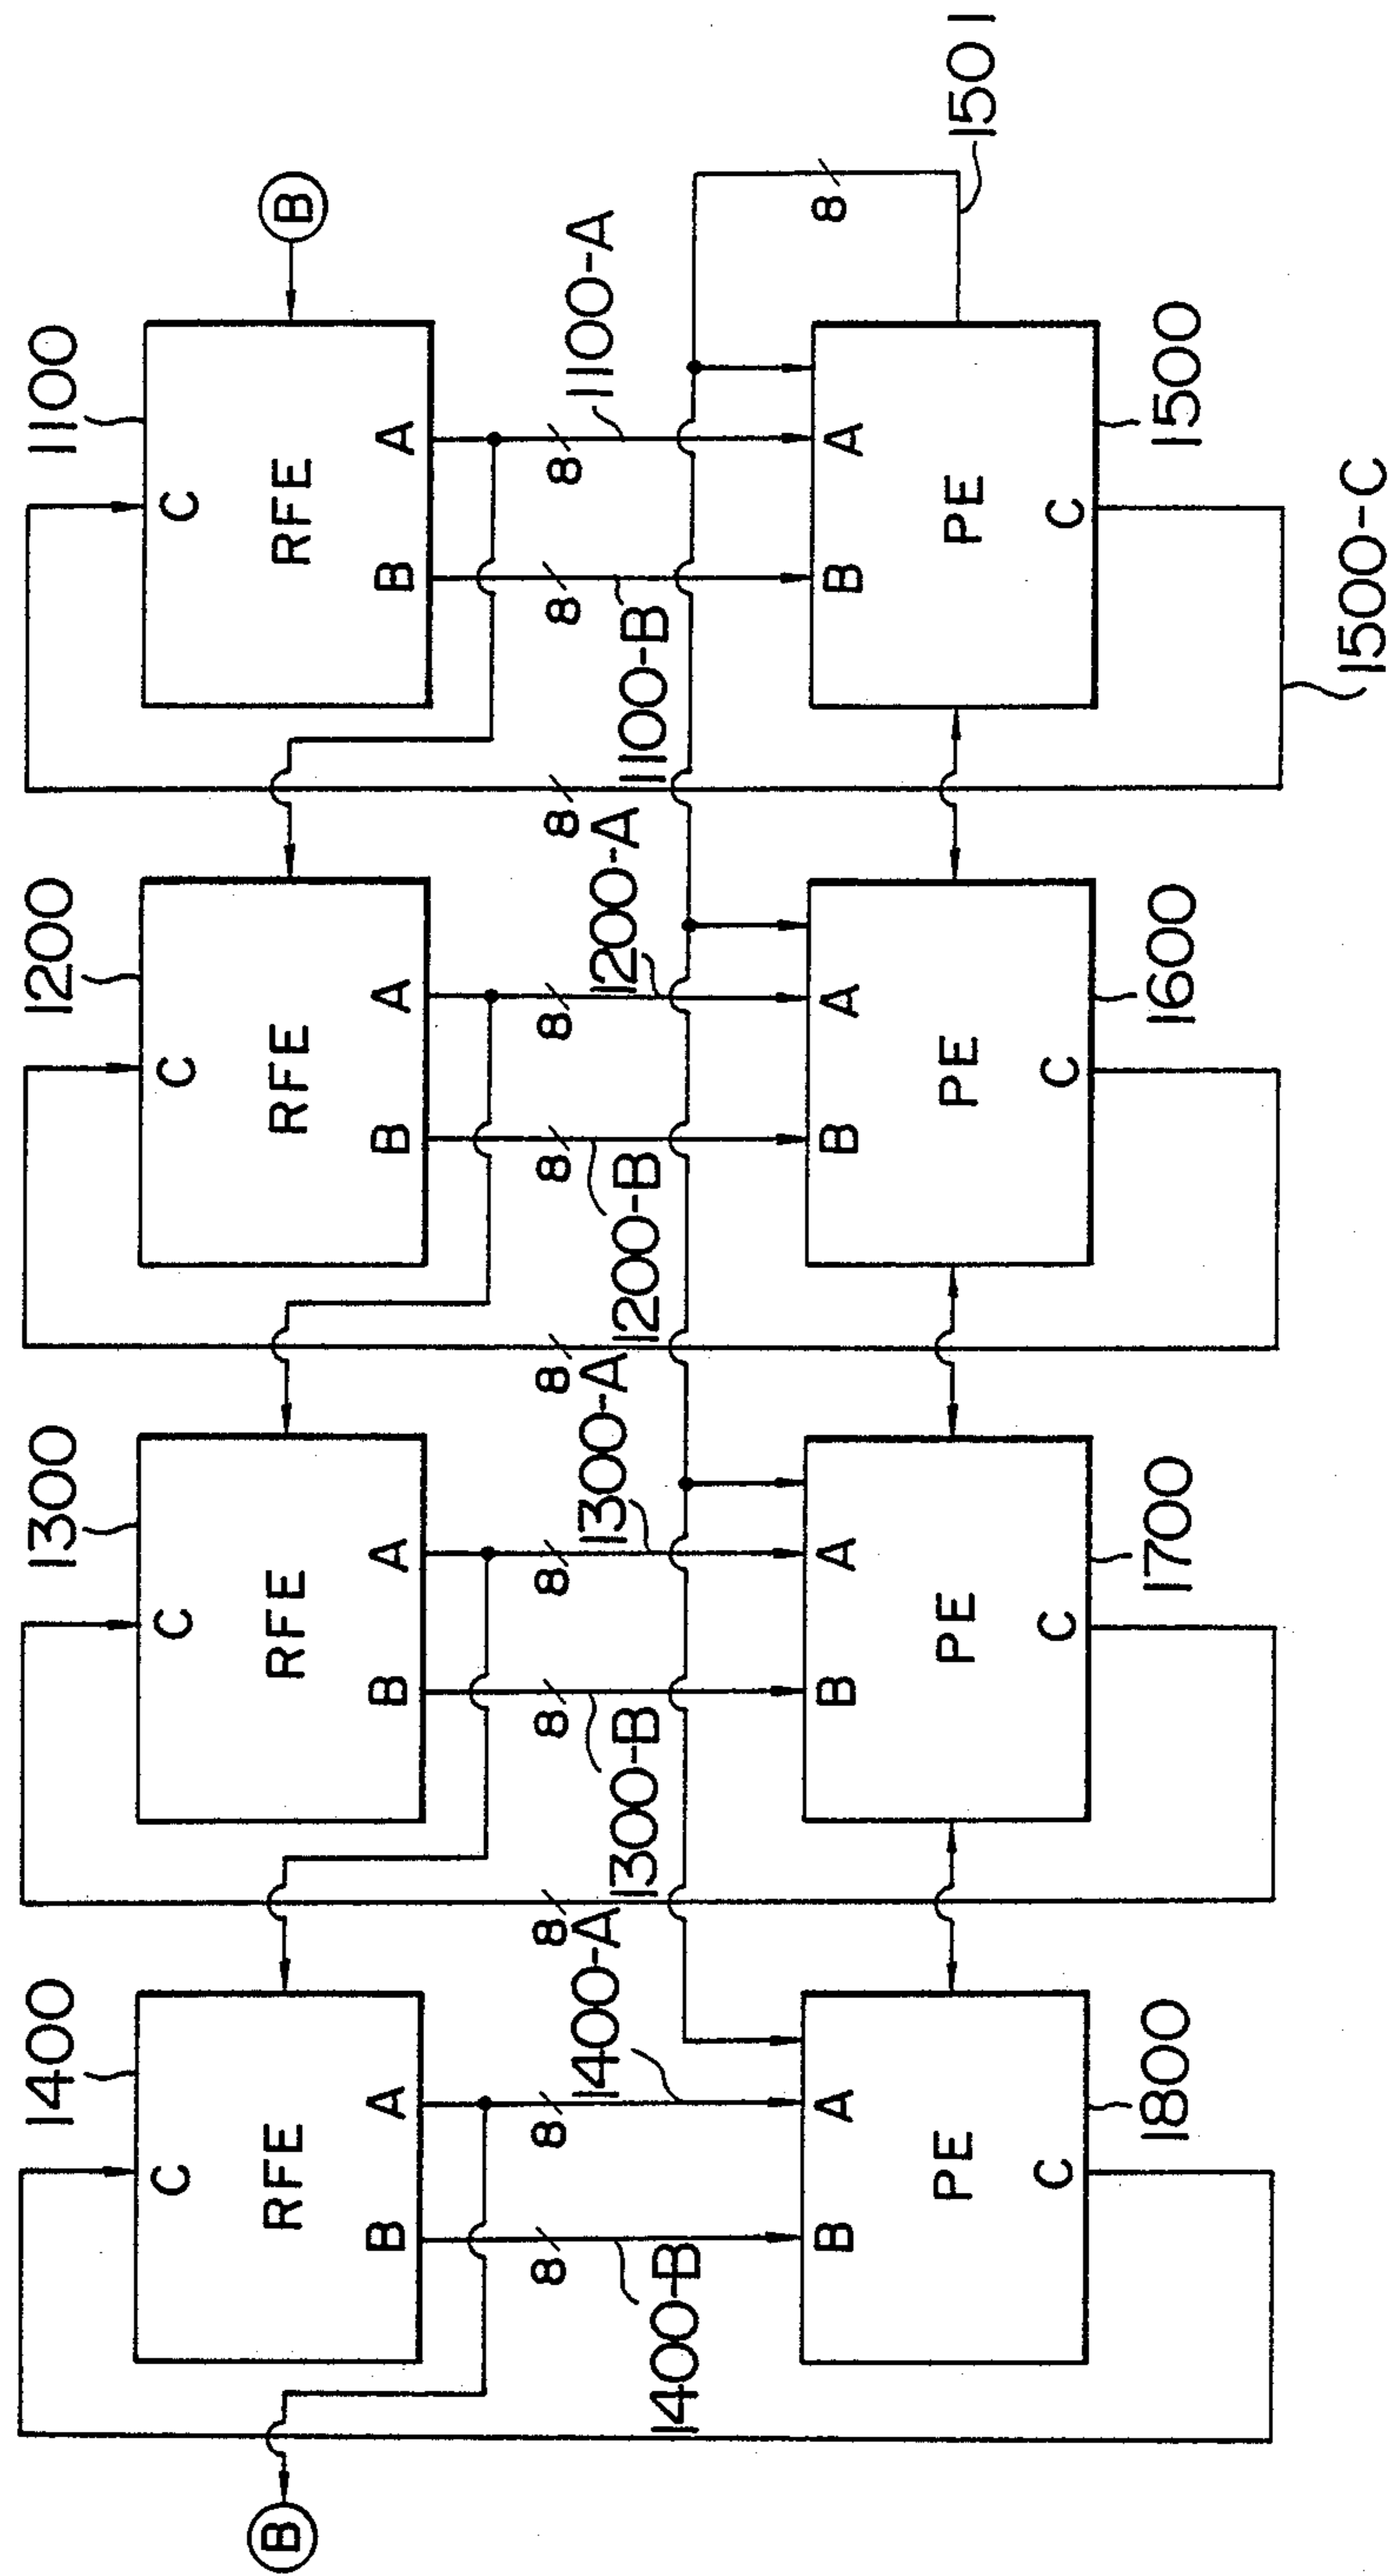 1400 1300 1200 1100
C C C C
B RFE RFE RFE RFE B
B A B A B A B A
8 8 8 8 8 8 8 8 8 8 8
1400-A 1300-A 1200-A 1100-A
1400-B 1300-B 1200-B 1100-B
8
B A B A B A B A
PE PE PE PE 1501
C C C C
1800 1700 1600 1500
1500-C